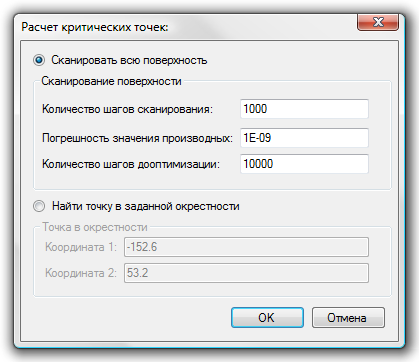 Расчет критических точек:
Сканировать всю поверхность
Сканирование поверхности
Количество шагов сканирования: 1000
Погрешность значения производных: 1E-09
Количество шагов дооптимизации: 10000
Найти точку в заданной окрестности
Точка в окрестности
Координата 1: -152.6
Координата 2: 53.2
OK Отмена